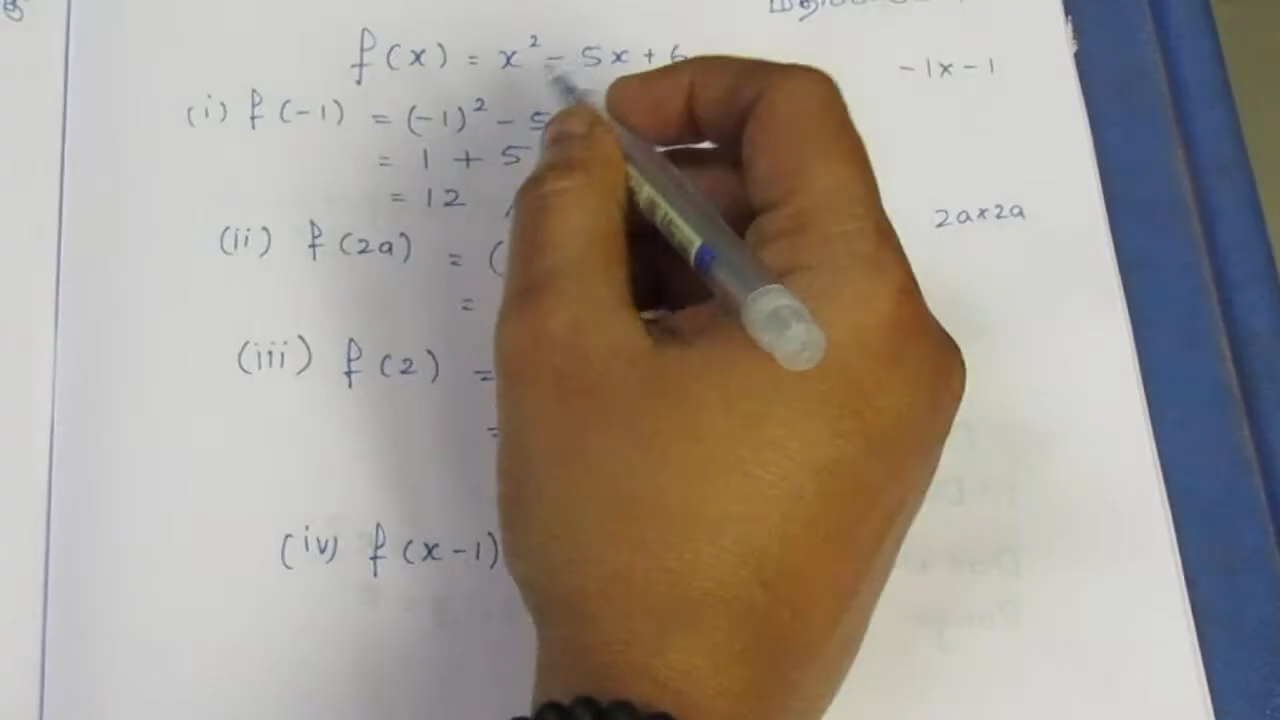 f(x) = x² - 5x + 6
-1x-1
(i) f(-1) = (-1)² - 5
= 1 + 5
= 12
2a×2a
(ii) f(2a) = (
=
(iii) f(2) =
=
(iv) f(x-1)